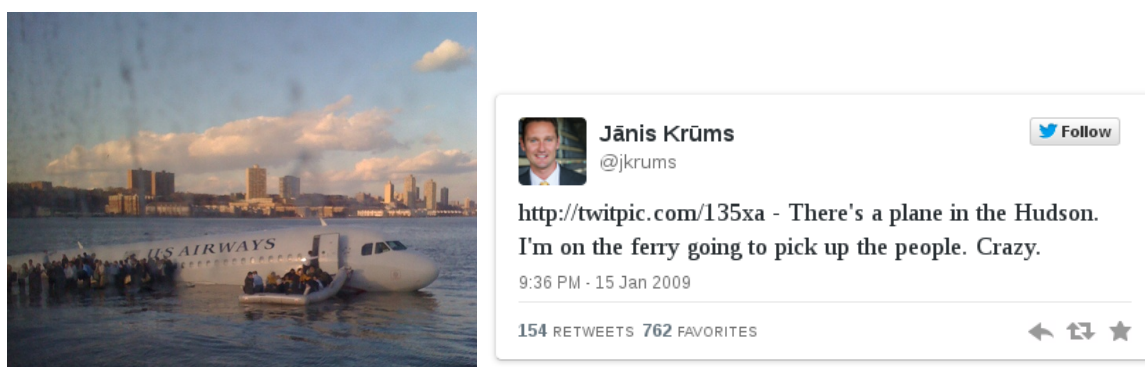 US AIRWAYS
Jānis Krūms
@jkrums
Follow
http://twitpic.com/135xa - There's a plane in the Hudson.
I'm on the ferry going to pick up the people. Crazy.
9:36 PM - 15 Jan 2009
154 RETWEETS 762 FAVORITES